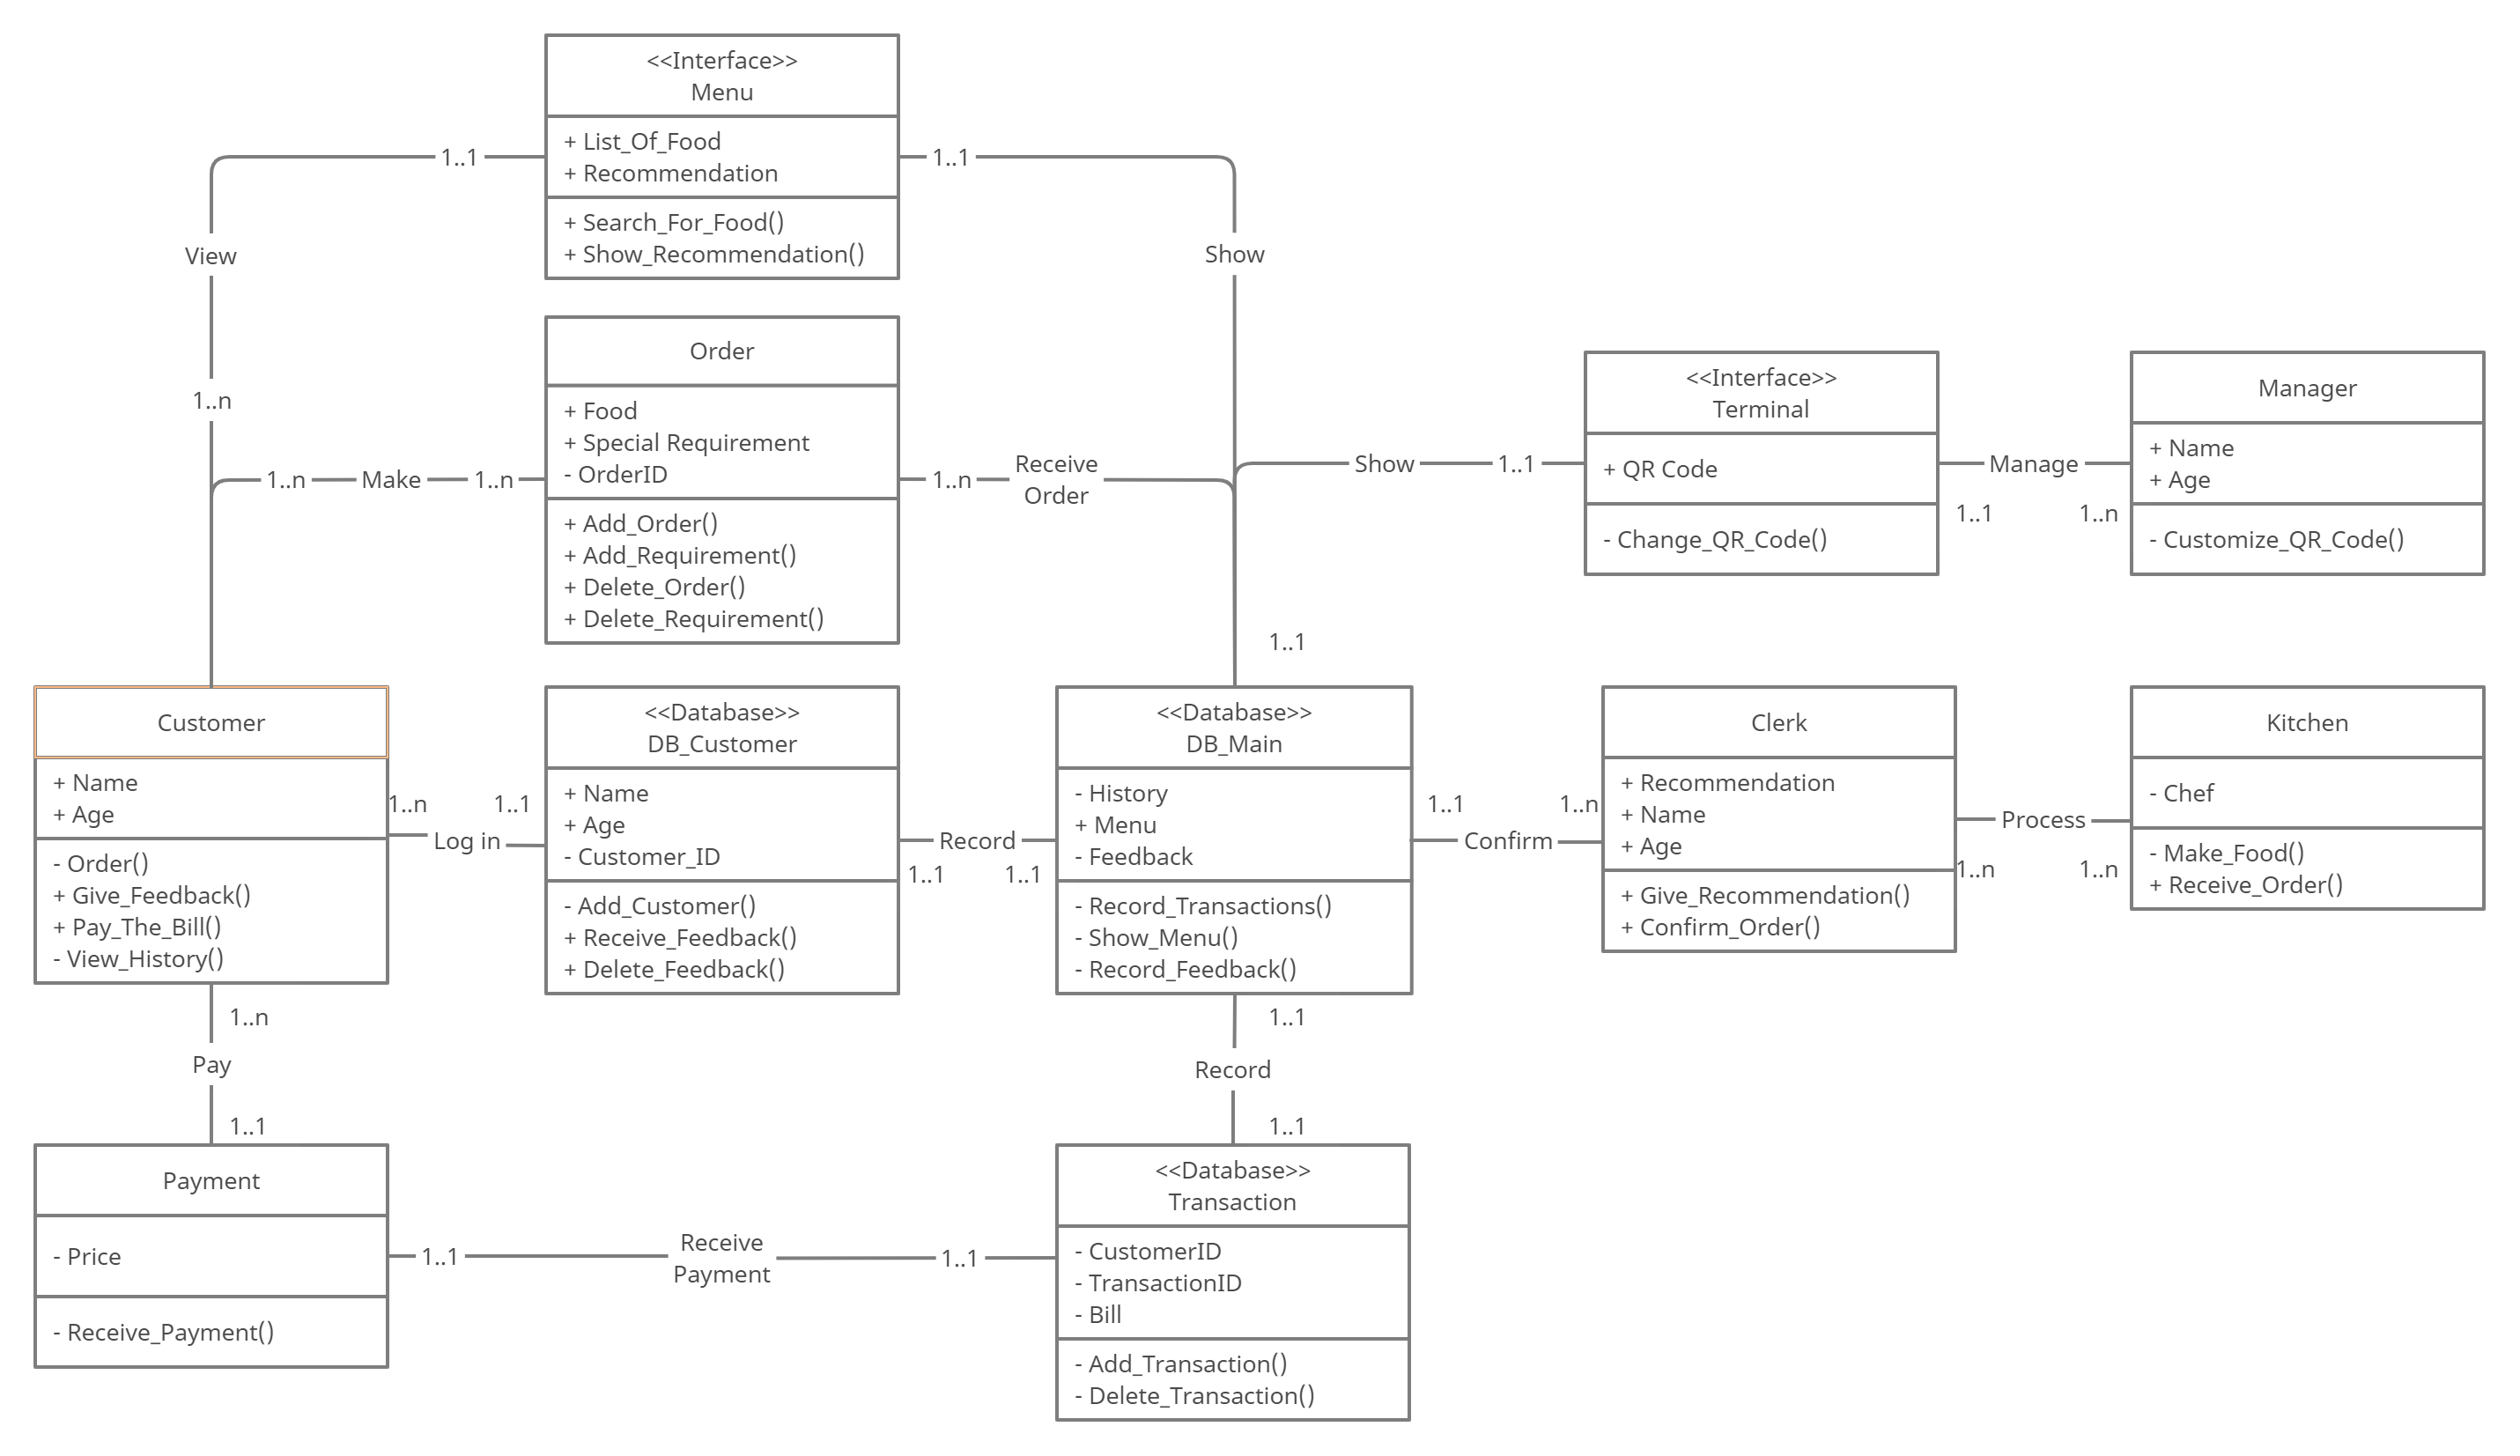 <<Interface>>
Menu
+ List_Of_Food
+ Recommendation
+ Search_For_Food()
+ Show_Recommendation()
1..1
1..1
View
Show
1..n
Order
+ Food
+ Special Requirement
- OrderID
+ Add_Order()
+ Add_Requirement()
+ Delete_Order()
+ Delete_Requirement()
1..n
Make
1..n
1..n
Receive
Order
Show
1..1
<<Interface>>
Terminal
+ QR Code
- Change_QR_Code()
Manage
1..1
1..n
Manager
+ Name
+ Age
- Customize_QR_Code()
1..1
Customer
+ Name
+ Age
- Order()
+ Give_Feedback()
+ Pay_The_Bill()
- View_History()
1..n
1..1
Log in
<<Database>>
DB_Customer
+ Name
+ Age
- Customer_ID
- Add_Customer()
+ Receive_Feedback()
+ Delete_Feedback()
Record
1..1
1..1
<<Database>>
DB_Main
- History
+ Menu
- Feedback
- Record_Transactions()
- Show_Menu()
- Record_Feedback()
1..1
1..n
Confirm
Clerk
+ Recommendation
+ Name
+ Age
+ Give_Recommendation()
+ Confirm_Order()
Process
1..n
1..n
Kitchen
- Chef
- Make_Food()
+ Receive_Order()
1..n
Pay
1..1
1..1
Record
1..1
Payment
- Price
- Receive_Payment()
1..1
Receive
Payment
1..1
<<Database>>
Transaction
- CustomerID
- TransactionID
- Bill
- Add_Transaction()
- Delete_Transaction()